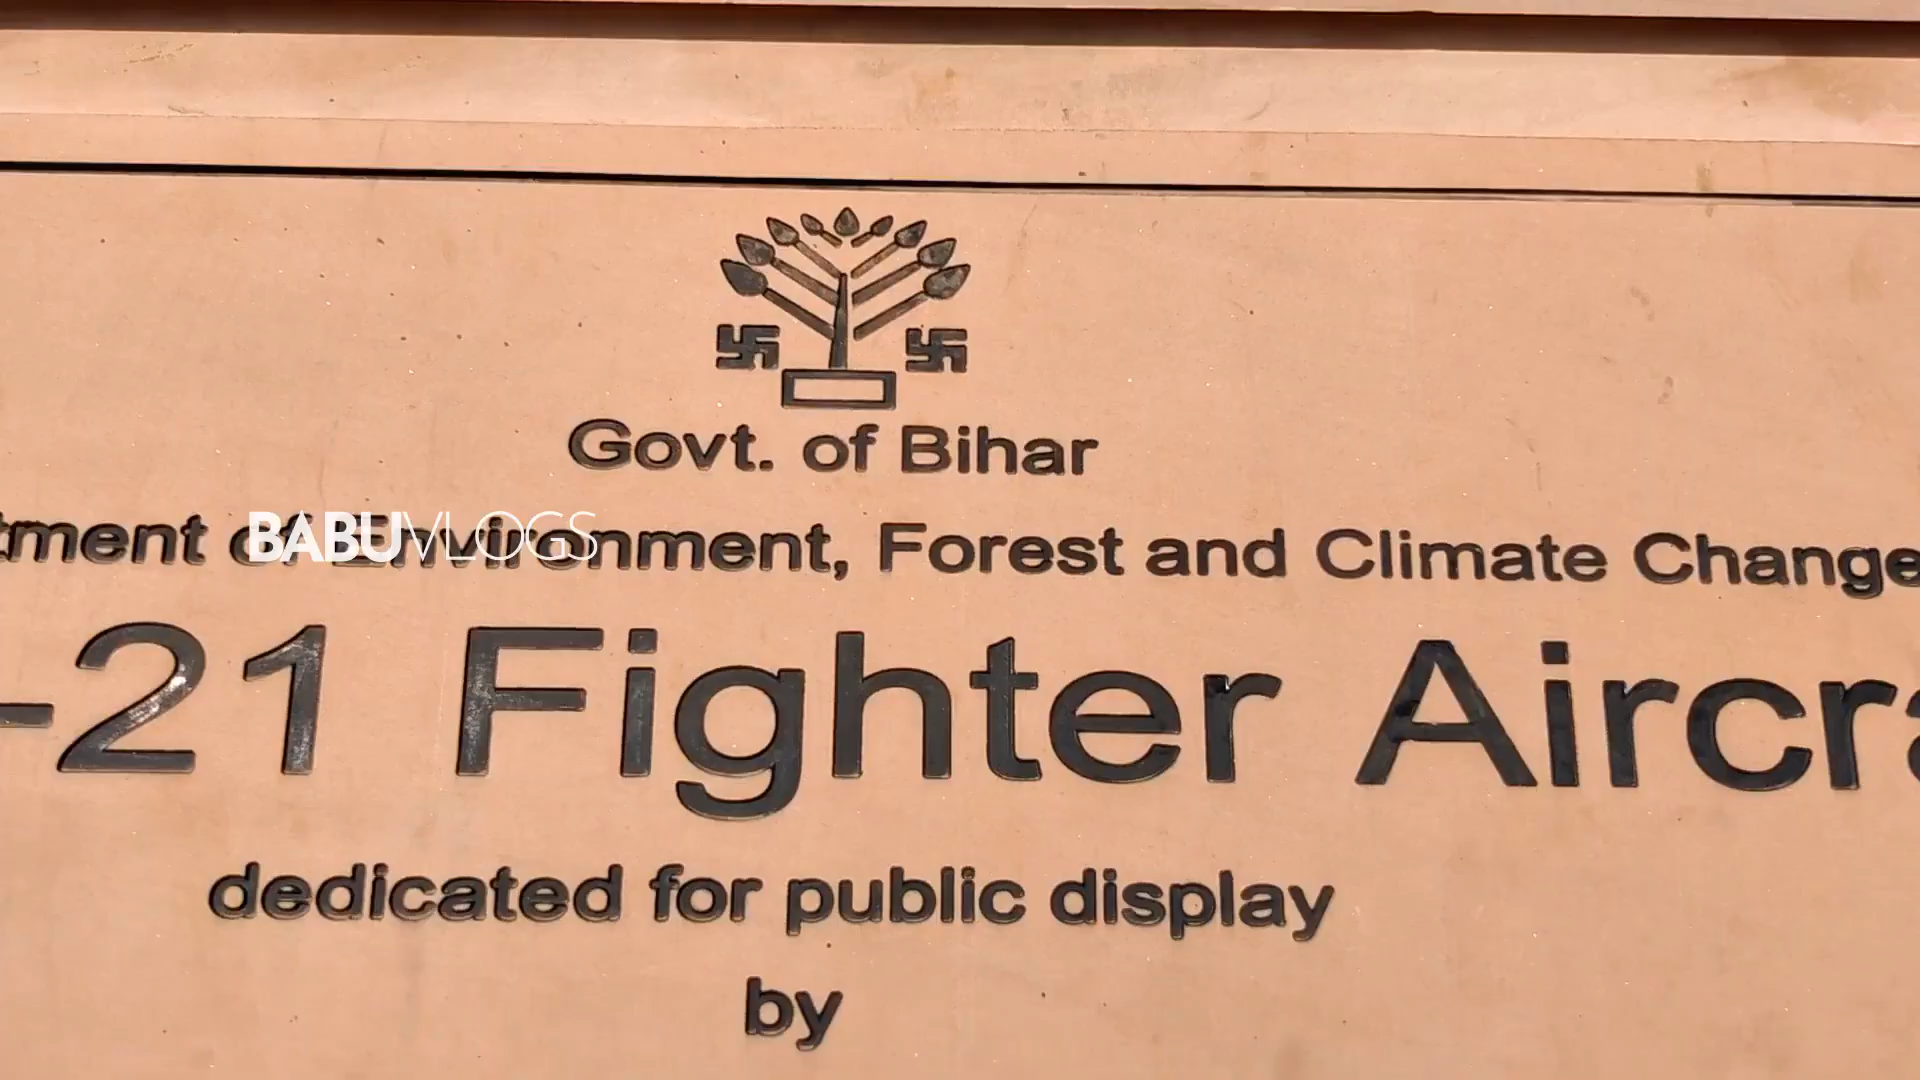 Govt. of Bihar
tment of Environment, Forest and Climate Change
BABUVLOGS
-21 Fighter Aircra
dedicated for public display
by